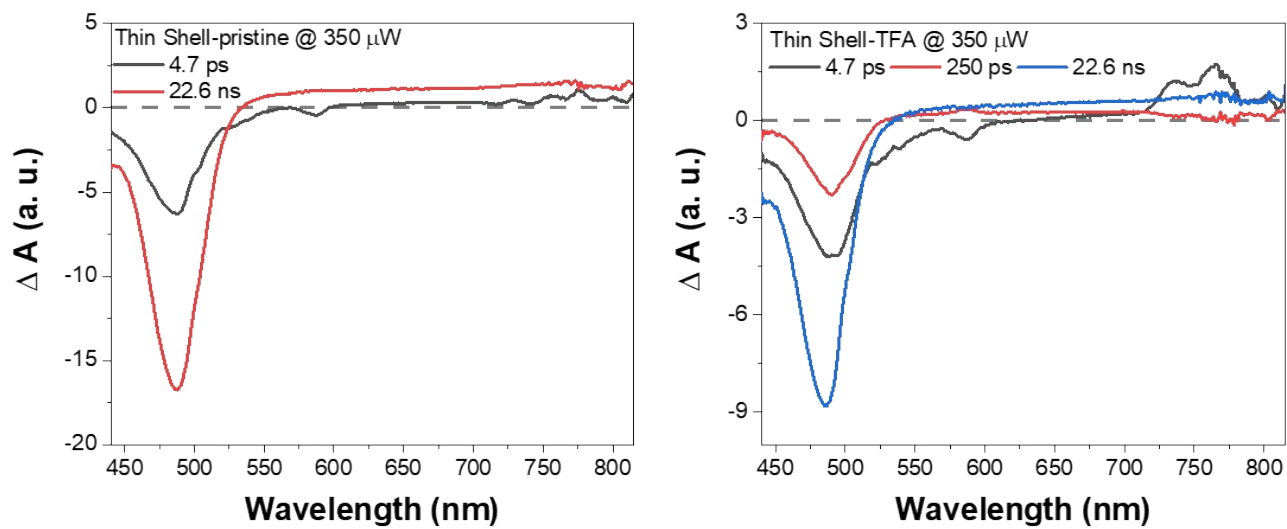 Thin Shell-pristine @ 350 μW
4.7 ps
22.6 ns
5
0
-5
-10
-15
-20
Δ A (a. u.)
450 500 550 600 650 700 750 800
Wavelength (nm)
Thin Shell-TFA @ 350 μW
4.7 ps 250 ps 22.6 ns
3
0
-3
-6
-9
Δ A (a. u.)
450 500 550 600 650 700 750 800
Wavelength (nm)